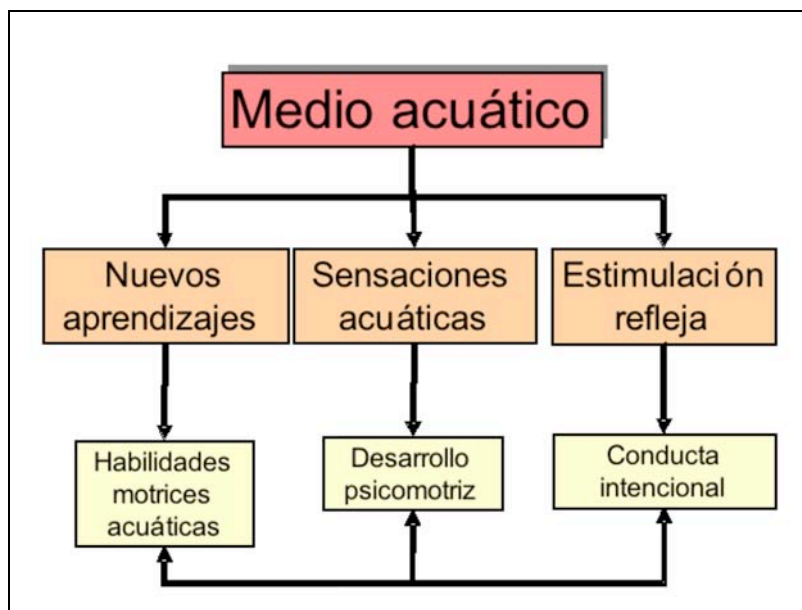 Medio acuático
Nuevos
aprendizajes
Sensaciones
acuáticas
Estimulación
refleja
Habilidades
motrices
acuáticas
Desarrollo
psicomotriz
Conducta
intencional